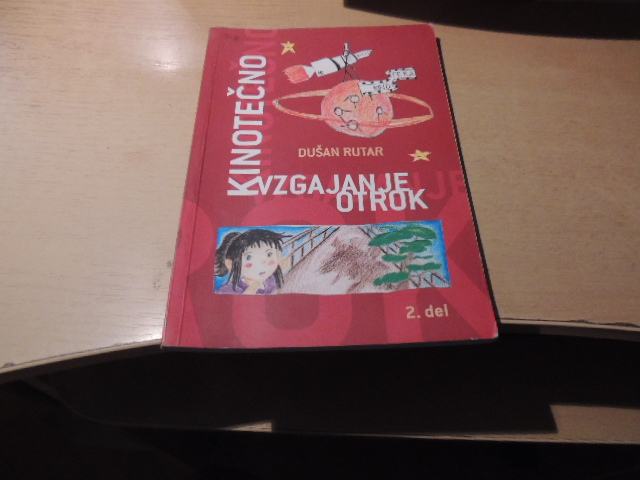 KINOTEČNO
DUŠAN RUTAR
VZGAJANJE
OTROK
2. del